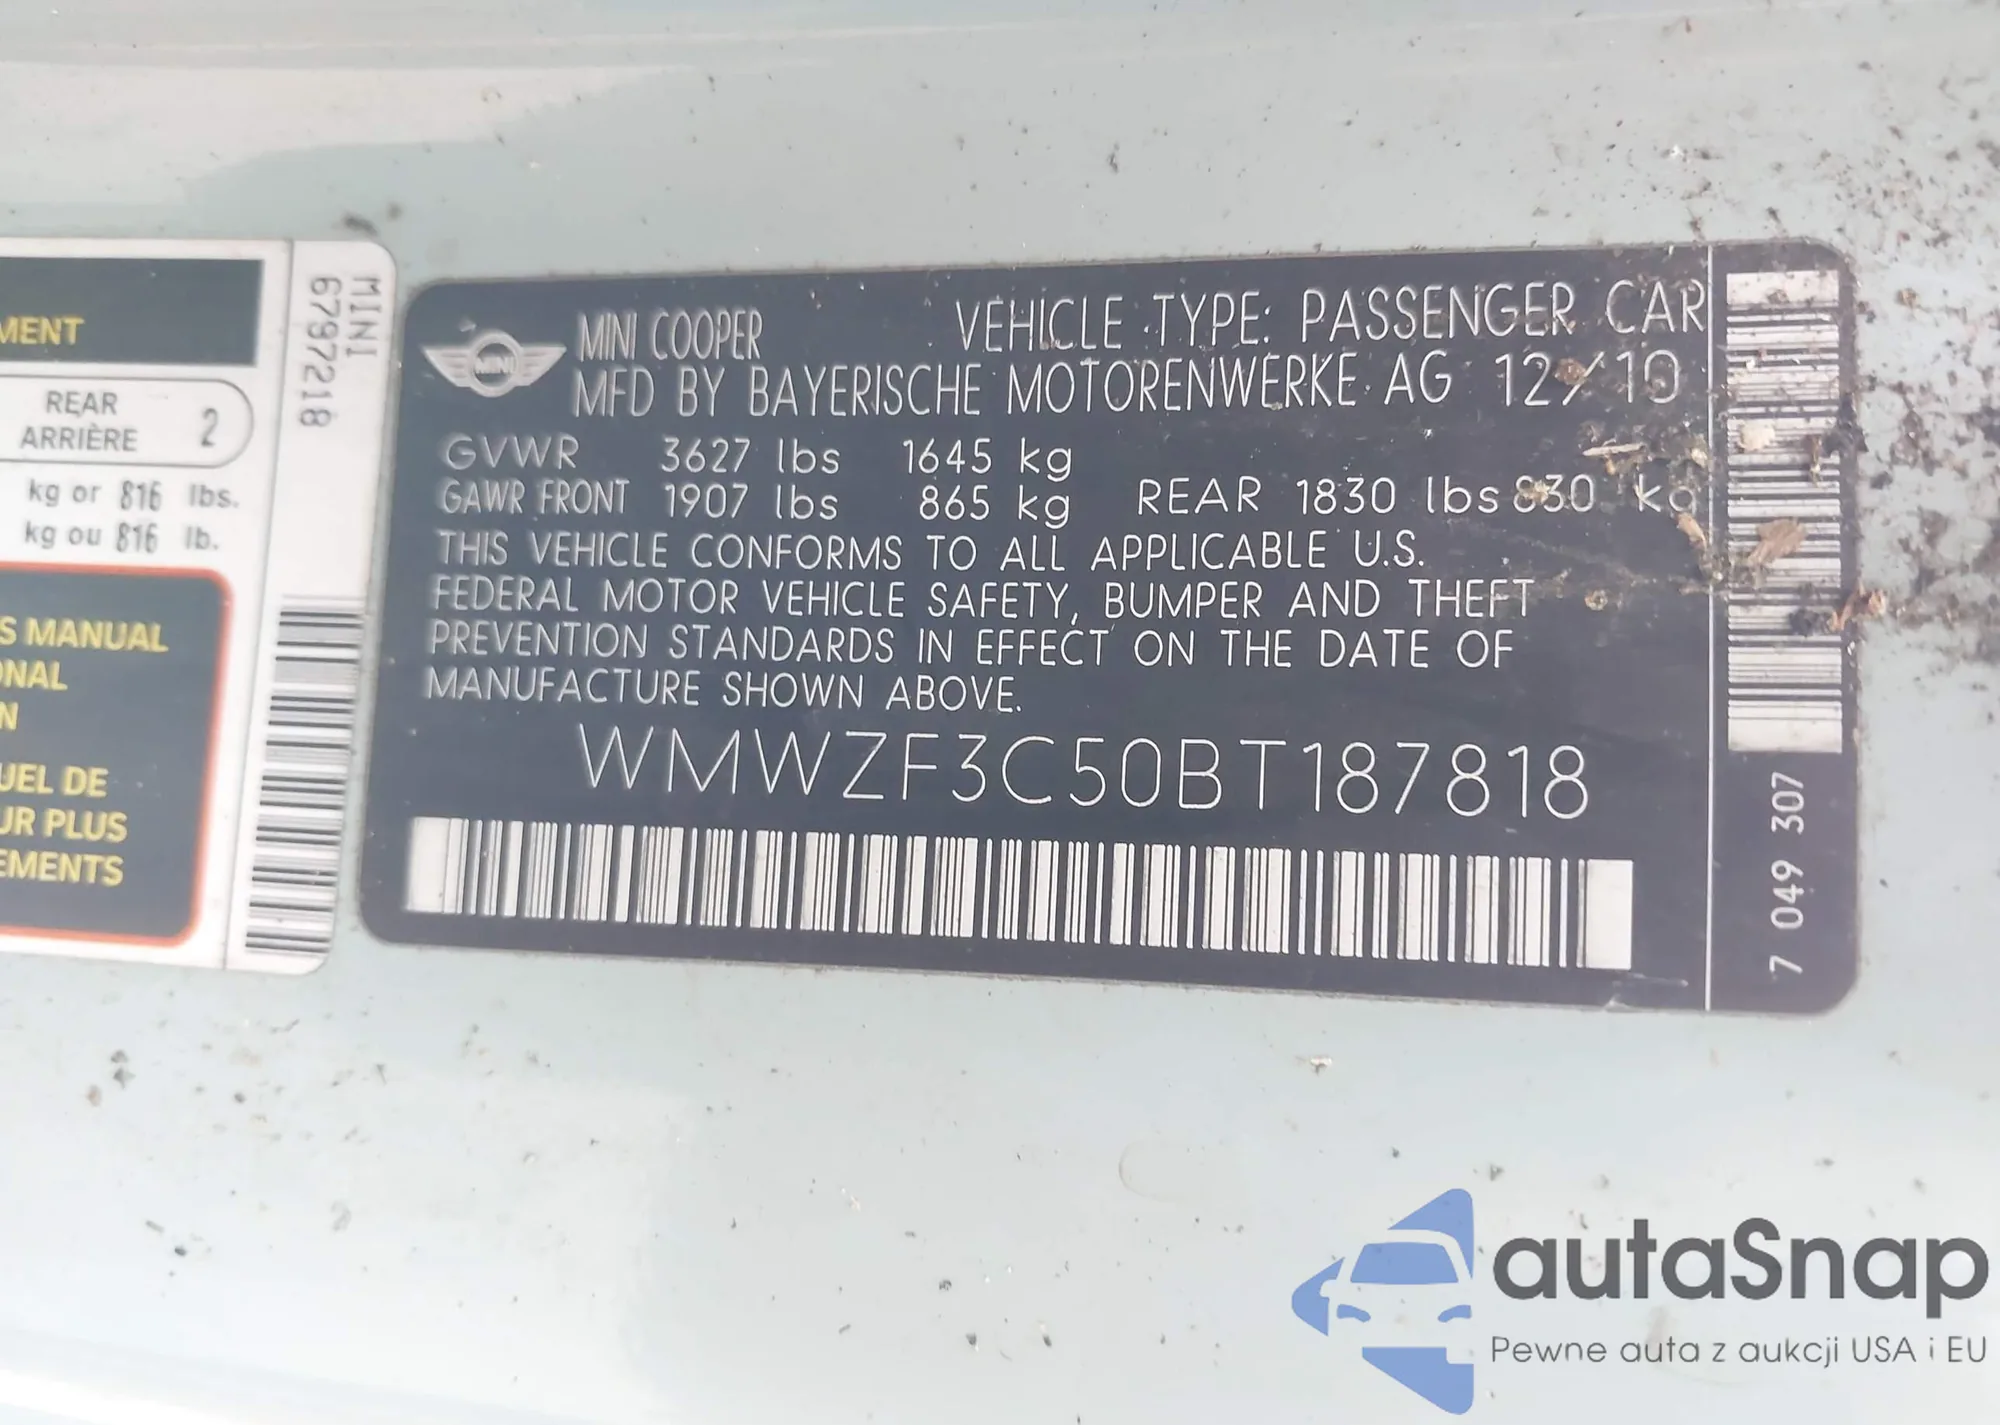 MENT
REAR
ARRIÈRE 2
kg or 816 lbs.
kg ou 816 lb.
S MANUAL
ONAL
N
UEL DE
UR PLUS
EMENTS
MINI
6797218
MINI
MINI COOPER VEHICLE TYPE: PASSENGER CAR
MFD BY BAYERISCHE MOTORENWERKE AG 12/10
GVWR 3627 lbs 1645 kg
GAWR FRONT 1907 lbs 865 kg REAR 1830 lbs 830 kg
THIS VEHICLE CONFORMS TO ALL APPLICABLE U.S.
FEDERAL MOTOR VEHICLE SAFETY, BUMPER AND THEFT
PREVENTION STANDARDS IN EFFECT ON THE DATE OF
MANUFACTURE SHOWN ABOVE.
WMWZF3C50BT187818
7 049 307
autaSnap
Pewne auta z aukcji USA i EU